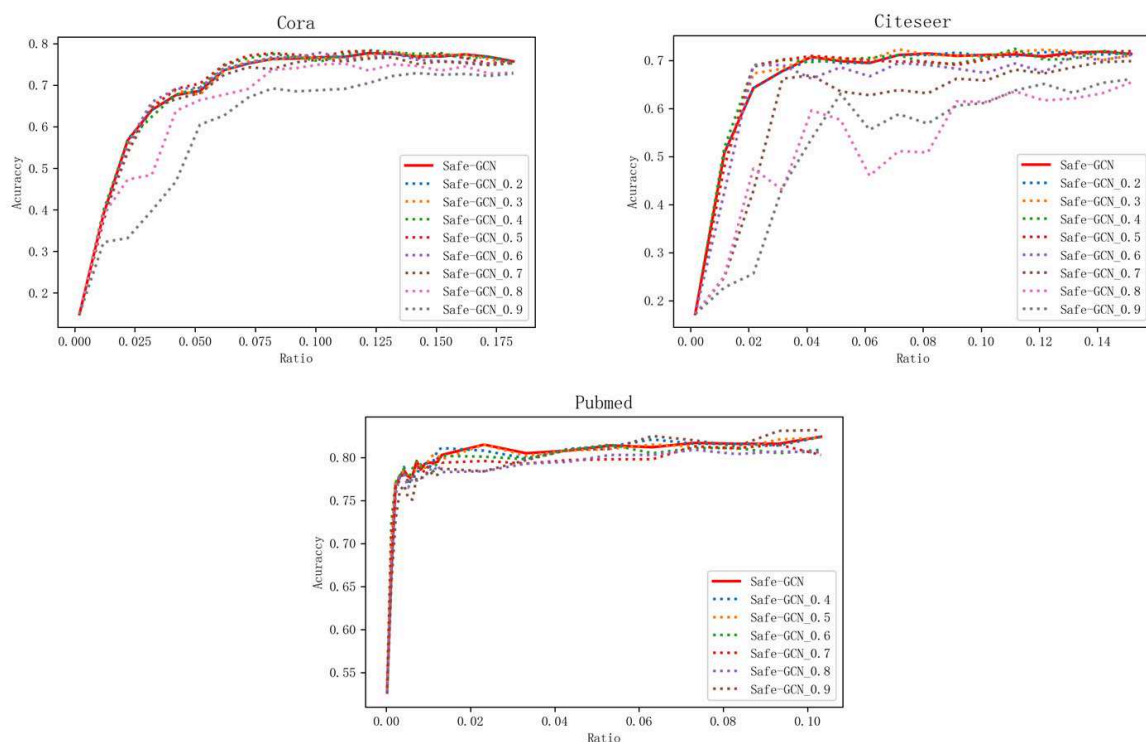 Cora
Acuraccy
0.8
0.7
0.6
0.5
0.4
0.3
0.2
Safe-GCN
Safe-GCN_0.2
Safe-GCN_0.3
Safe-GCN_0.4
Safe-GCN_0.5
Safe-GCN_0.6
Safe-GCN_0.7
Safe-GCN_0.8
Safe-GCN_0.9
0.000 0.025 0.050 0.075 0.100 0.125 0.150 0.175
Ratio
Citeseer
Acuraccy
0.7
0.6
0.5
0.4
0.3
0.2
Safe-GCN
Safe-GCN_0.2
Safe-GCN_0.3
Safe-GCN_0.4
Safe-GCN_0.5
Safe-GCN_0.6
Safe-GCN_0.7
Safe-GCN_0.8
Safe-GCN_0.9
0.00 0.02 0.04 0.06 0.08 0.10 0.12 0.14
Ratio
Pubmed
Acuraccy
0.80
0.75
0.70
0.65
0.60
0.55
Safe-GCN
Safe-GCN_0.4
Safe-GCN_0.5
Safe-GCN_0.6
Safe-GCN_0.7
Safe-GCN_0.8
Safe-GCN_0.9
0.00 0.02 0.04 0.06 0.08 0.10
Ratio